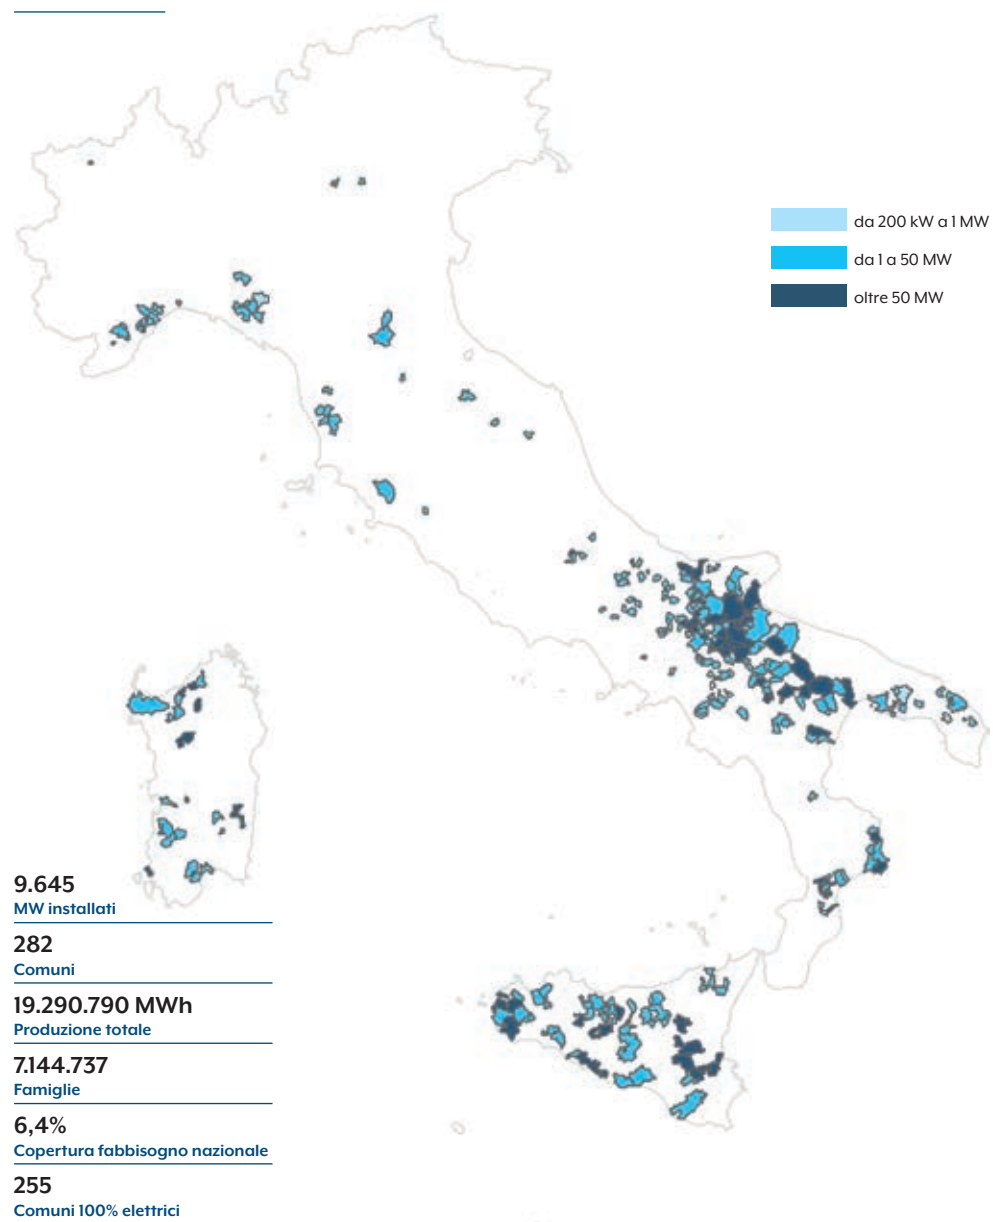 da 200 kW a 1 MW
da 1 a 50 MW
oltre 50 MW
9.645
MW installati
282
Comuni
19.290.790 MWh
Produzione totale
7.144.737
Famiglie
6,4%
Copertura fabbisogno nazionale
255
Comuni 100% elettrici